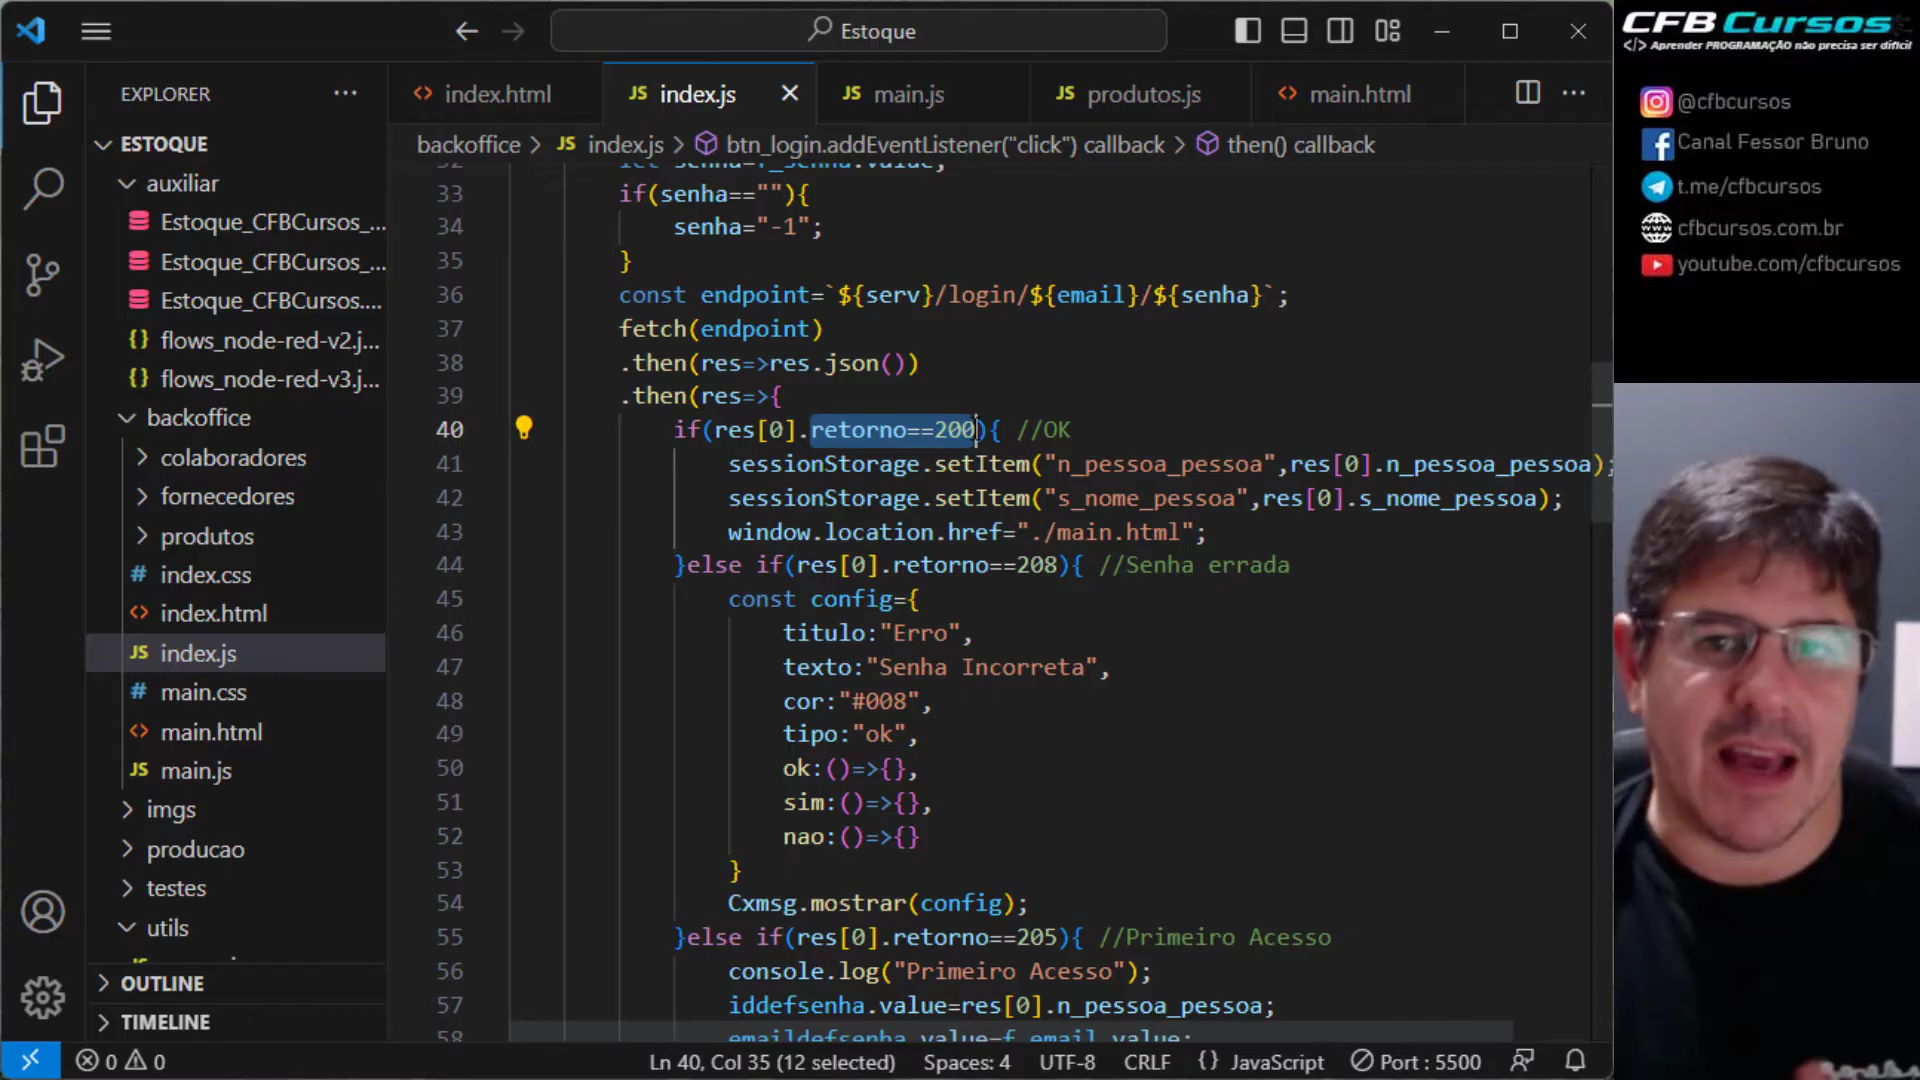 Estoque
EXPLORER
ESTOQUE
auxiliar
Estoque_CFBCursos_...
Estoque_CFBCursos_...
Estoque_CFBCursos....
flows_node-red-v2.j...
flows_node-red-v3.j...
backoffice
colaboradores
fornecedores
produtos
index.css
index.html
index.js
main.css
main.html
main.js
imgs
producao
testes
utils
OUTLINE
TIMELINE
index.html
JS index.js
JS main.js
JS produtos.js
main.html
backoffice > JS index.js > btn_login.addEventListener("click") callback > then() callback
33 if(senha==""){
34 senha="-1";
35 }
36 const endpoint=`${serv}/login/${email}/${senha}`;
37 fetch(endpoint)
38 .then(res=>res.json())
39 .then(res=>{
40 if(res[0].retorno==200){ //OK
41 sessionStorage.setItem("n_pessoa_pessoa",res[0].n_pessoa_pessoa);
42 sessionStorage.setItem("s_nome_pessoa",res[0].s_nome_pessoa);
43 window.location.href="./main.html";
44 }else if(res[0].retorno==208){ //Senha errada
45 const config={
46 titulo:"Erro",
47 texto:"Senha Incorreta",
48 cor:"#008",
49 tipo:"ok",
50 ok:()=>{},
51 sim:()=>{},
52 nao:()=>{}
53 }
54 Cxmsg.mostrar(config);
55 }else if(res[0].retorno==205){ //Primeiro Acesso
56 console.log("Primeiro Acesso");
57 iddefsenha.value=res[0].n_pessoa_pessoa;
58 emaildefsenha.value=f_email.value;
0 0
Ln 40, Col 35 (12 selected)
Spaces: 4
UTF-8
CRLF
{} JavaScript
Port : 5500
CFB Cursos
</> Aprender PROGRAMAÇÃO não precisa ser difícil
@cfbcursos
Canal Fessor Bruno
t.me/cfbcursos
cfbcursos.com.br
youtube.com/cfbcursos